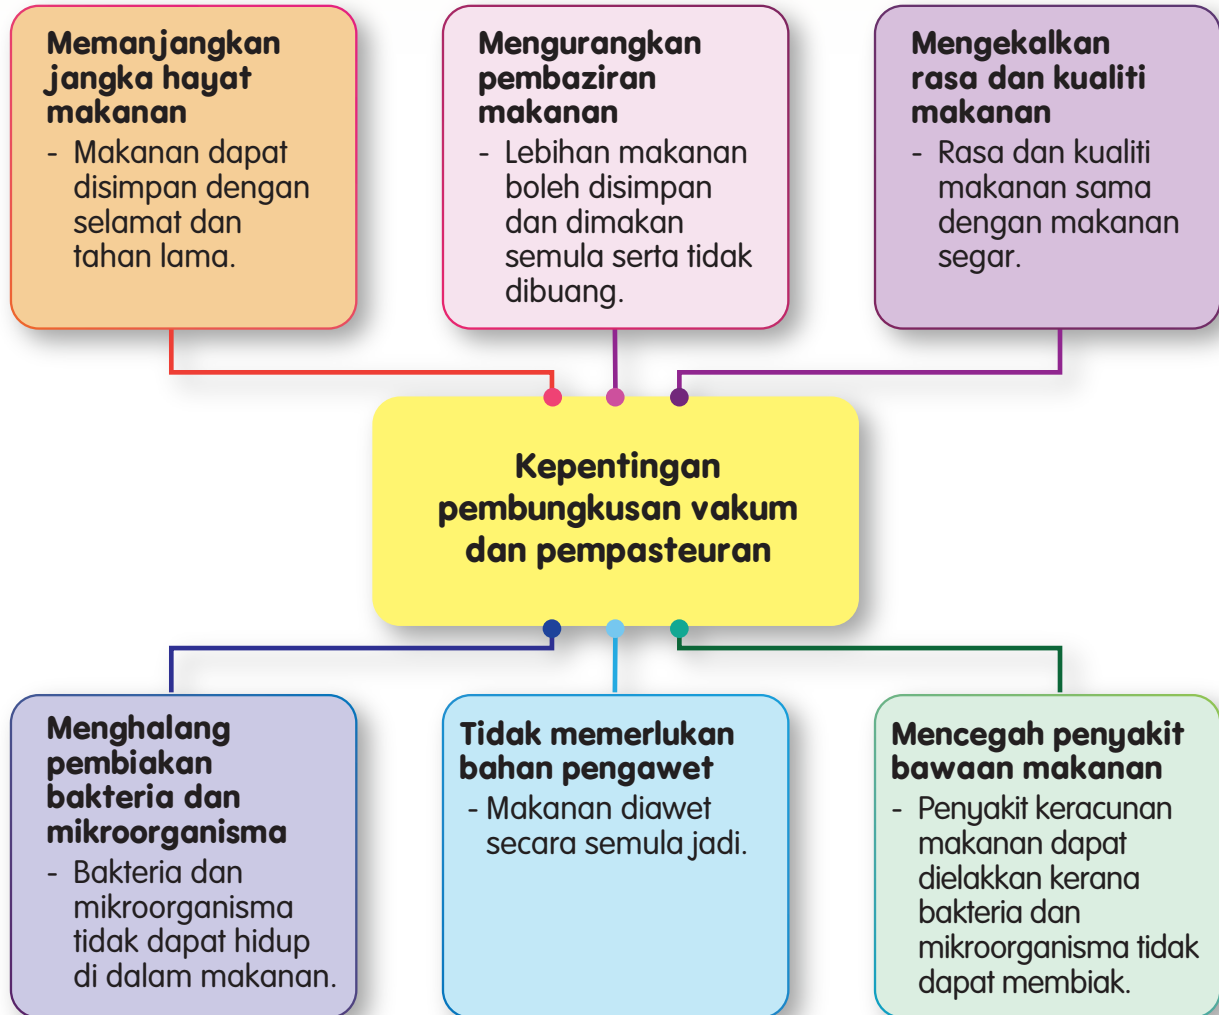 Memanjangkan
jangka hayat
makanan
- Makanan dapat
disimpan dengan
selamat dan
tahan lama.
Mengurangkan
pembaziran
makanan
- Lebihan makanan
boleh disimpan
dan dimakan
semula serta tidak
dibuang.
Mengekalkan
rasa dan kualiti
makanan
- Rasa dan kualiti
makanan sama
dengan makanan
segar.
Kepentingan
pembungkusan vakum
dan pempasteuran
Menghalang
pembiakan
bakteria dan
mikroorganisma
- Bakteria dan
mikroorganisma
tidak dapat hidup
di dalam makanan.
Tidak memerlukan
bahan pengawet
- Makanan diawet
secara semula jadi.
Mencegah penyakit
bawaan makanan
- Penyakit keracunan
makanan dapat
dielakkan kerana
bakteria dan
mikroorganisma tidak
dapat membiak.